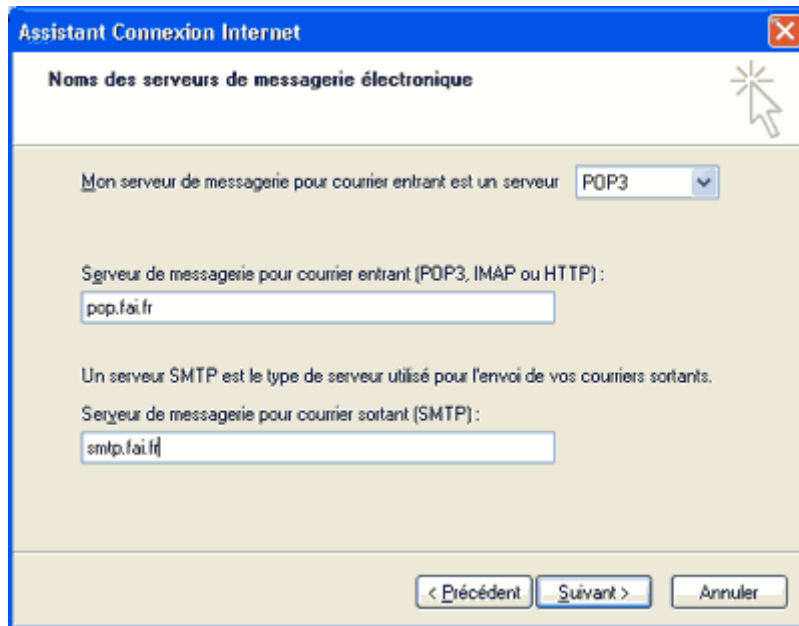 Assistant Connexion Internet
Noms des serveurs de messagerie électronique
Mon serveur de messagerie pour courrier entrant est un serveur POP3
Serveur de messagerie pour courrier entrant (POP3, IMAP ou HTTP) :
pop.fai.fr
Un serveur SMTP est le type de serveur utilisé pour l'envoi de vos courriers sortants.
Serveur de messagerie pour courrier sortant (SMTP) :
smtp.fai.fr
< Précédent Suivant > Annuler